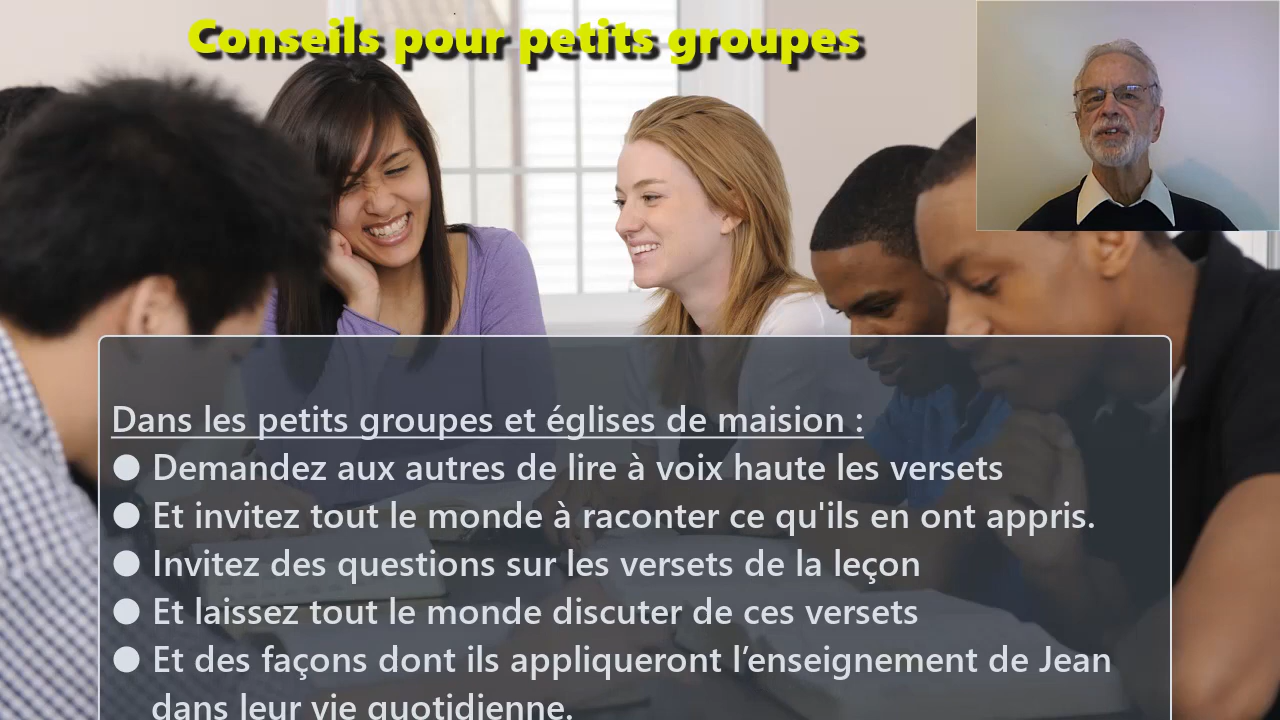 Conseils pour petits groupes
Dans les petits groupes et églises de maision :
● Demandez aux autres de lire à voix haute les versets
● Et invitez tout le monde à raconter ce qu'ils en ont appris.
● Invitez des questions sur les versets de la leçon
● Et laissez tout le monde discuter de ces versets
● Et des façons dont ils appliqueront l’enseignement de Jean
dans leur vie quotidienne.